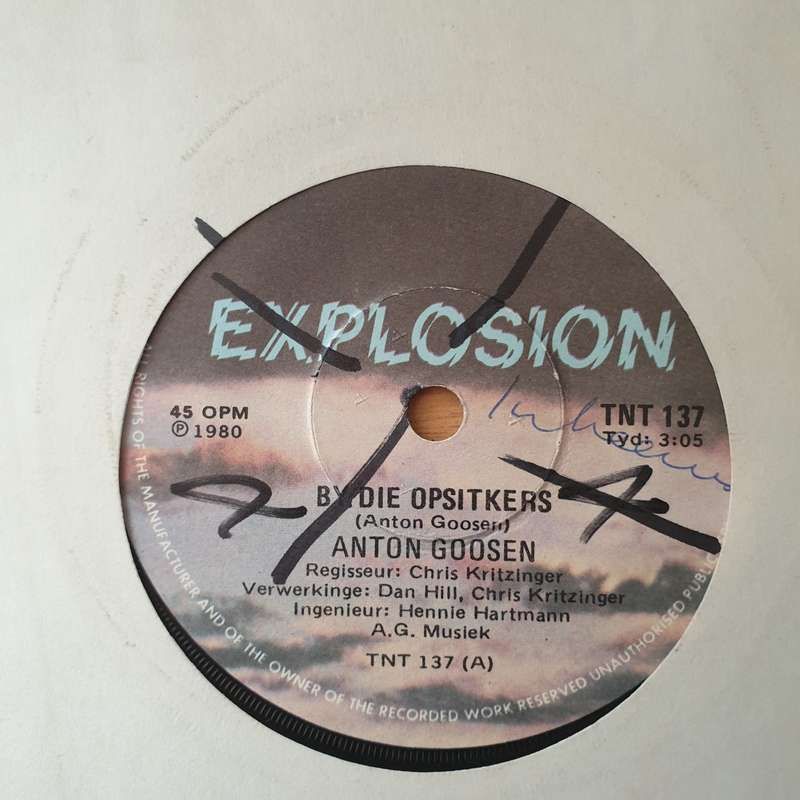 EXPLOSION
45 OPM
℗ 1980
TNT 137
Tyd: 3:05
BY DIE OPSITKERS
(Anton Goosen)
ANTON GOOSEN
Regisseur: Chris Kritzinger
Verwerkinge: Dan Hill, Chris Kritzinger
Ingenieur: Hennie Hartmann
A.G. Musiek
TNT 137 (A)
RIGHTS OF THE MANUFACTURER AND OF THE OWNER OF THE RECORDED WORK RESERVED UNAUTHORISED